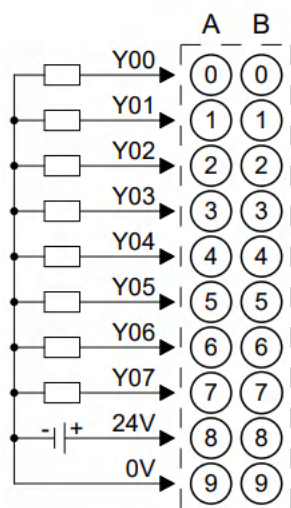 A B
Y00 0 0
Y01 1 1
Y02 2 2
Y03 3 3
Y04 4 4
Y05 5 5
Y06 6 6
Y07 7 7
- + 24V 8 8
0V 9 9